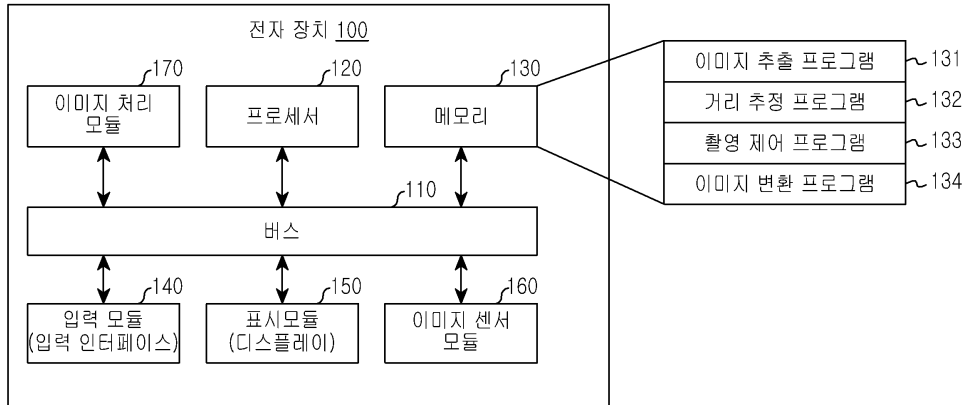 전자 장치 100
170
120
130
이미지 처리
모듈
프로세서
메모리
이미지 추출 프로그램
131
거리 추정 프로그램
132
촬영 제어 프로그램
133
이미지 변환 프로그램
134
110
버스
140
150
160
입력 모듈
(입력 인터페이스)
표시모듈
(디스플레이)
이미지 센서
모듈